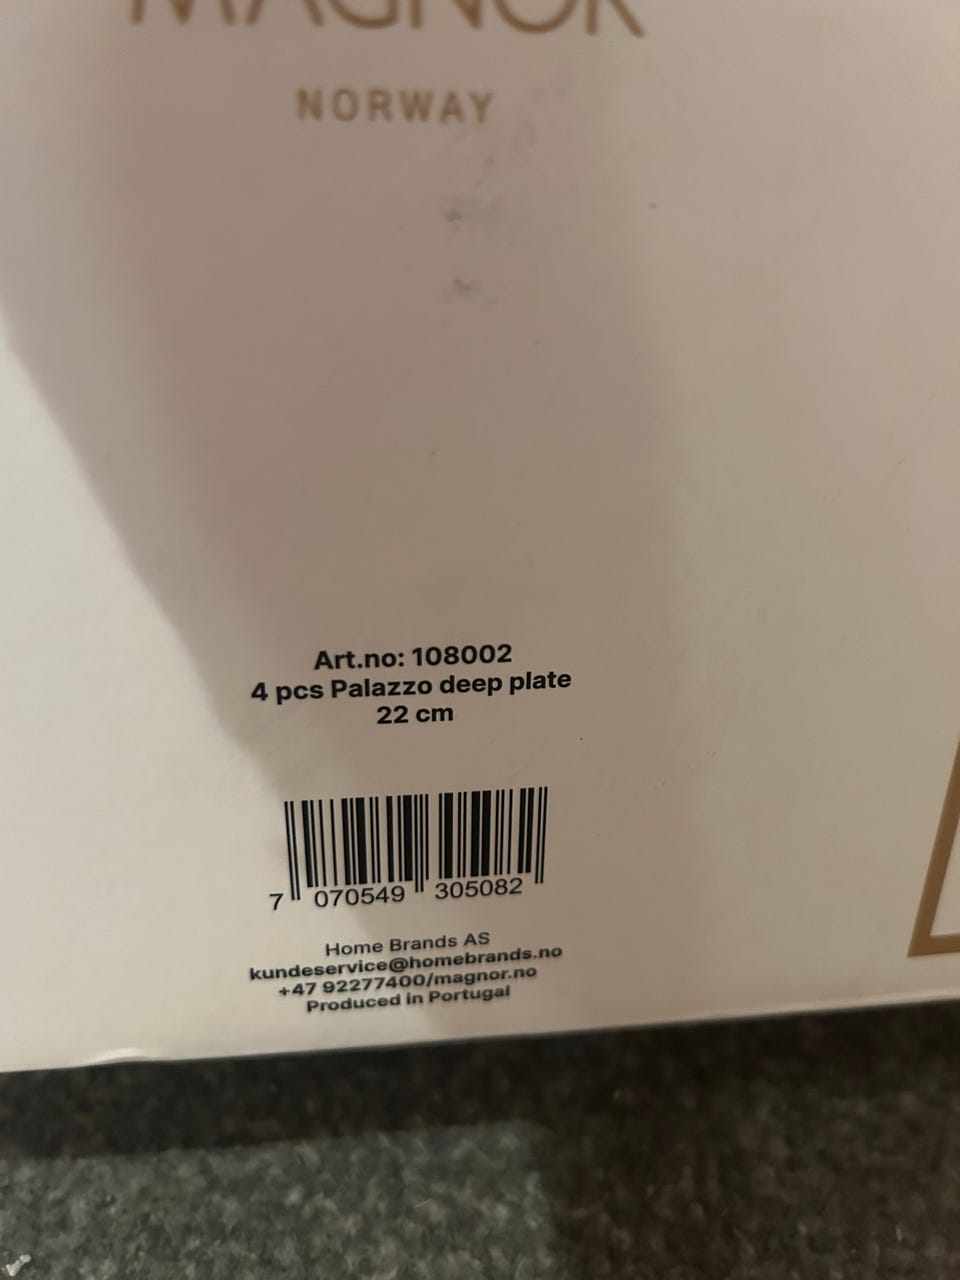 MAGNOR
NORWAY
Art.no: 108002
4 pcs Palazzo deep plate
22 cm
7 070549 305082
Home Brands AS
kundeservice@homebrands.no
+47 92277400/magnor.no
Produced in Portugal